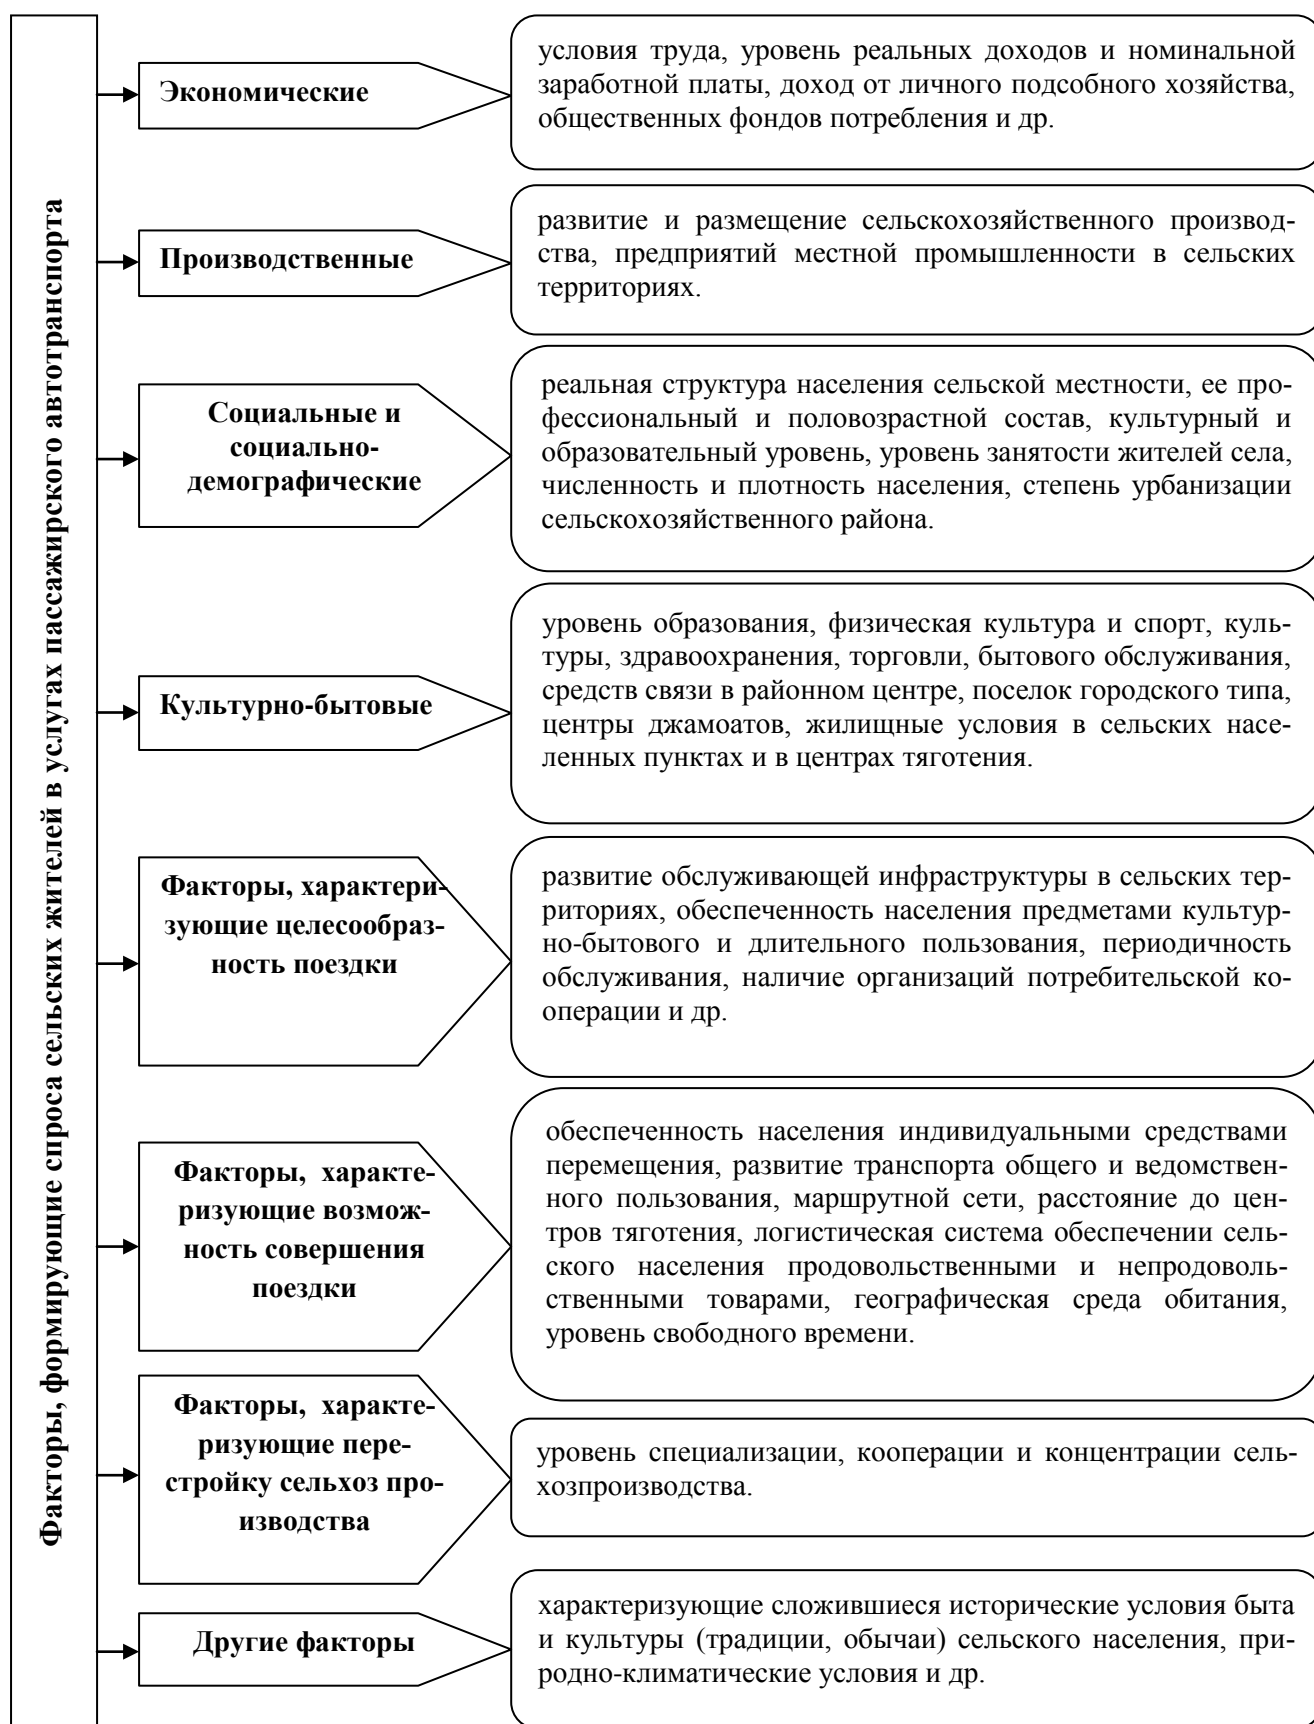 Факторы, формирующие спроса сельских жителей в услугах пассажирского автотранспорта
Экономические
условия труда, уровень реальных доходов и номинальной
заработной платы, доход от личного подсобного хозяйства,
общественных фондов потребления и др.
Производственные
развитие и размещение сельскохозяйственного производ-
ства, предприятий местной промышленности в сельских
территориях.
Социальные и
социально-
демографические
реальная структура населения сельской местности, ее про-
фессиональный и половозрастной состав, культурный и
образовательный уровень, уровень занятости жителей села,
численность и плотность населения, степень урбанизации
сельскохозяйственного района.
Культурно-бытовые
уровень образования, физическая культура и спорт, куль-
туры, здравоохранения, торговли, бытового обслуживания,
средств связи в районном центре, поселок городского типа,
центры джамоатов, жилищные условия в сельских насе-
ленных пунктах и в центрах тяготения.
Факторы, характери-
зующие целесообраз-
ность поездки
развитие обслуживающей инфраструктуры в сельских тер-
риториях, обеспеченность населения предметами культур-
но-бытового и длительного пользования, периодичность
обслуживания, наличие организаций потребительской ко-
операции и др.
Факторы, характе-
ризующие возмож-
ность совершения
поездки
обеспеченность населения индивидуальными средствами
перемещения, развитие транспорта общего и ведомствен-
ного пользования, маршрутной сети, расстояние до цен-
тров тяготения, логистическая система обеспечении сель-
ского населения продовольственными и непродоволь-
ственными товарами, географическая среда обитания,
уровень свободного времени.
Факторы, характе-
ризующие пере-
стройку сельхоз про-
изводства
уровень специализации, кооперации и концентрации сель-
хозпроизводства.
Другие факторы
характеризующие сложившиеся исторические условия быта
и культуры (традиции, обычаи) сельского населения, при-
родно-климатические условия и др.